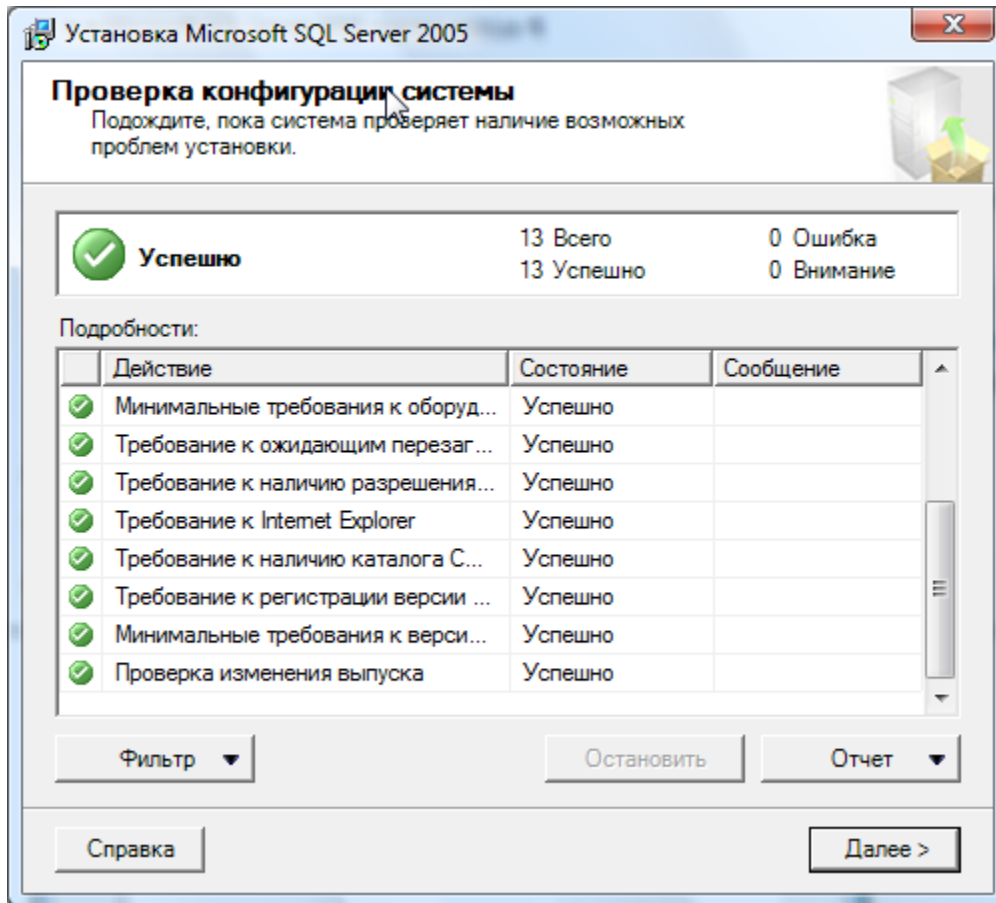 Установка Microsoft SQL Server 2005
Проверка конфигурации системы
Подождите, пока система проверяет наличие возможных
проблем установки.
Успешно
13 Всего 0 Ошибка
13 Успешно 0 Внимание
Подробности:
Действие Состояние Сообщение
Минимальные требования к оборуд... Успешно
Требование к ожидающим перезаг... Успешно
Требование к наличию разрешения... Успешно
Требование к Internet Explorer Успешно
Требование к наличию каталога C... Успешно
Требование к регистрации версии ... Успешно
Минимальные требования к верси... Успешно
Проверка изменения выпуска Успешно
Фильтр Остановить Отчет
Справка Далее >